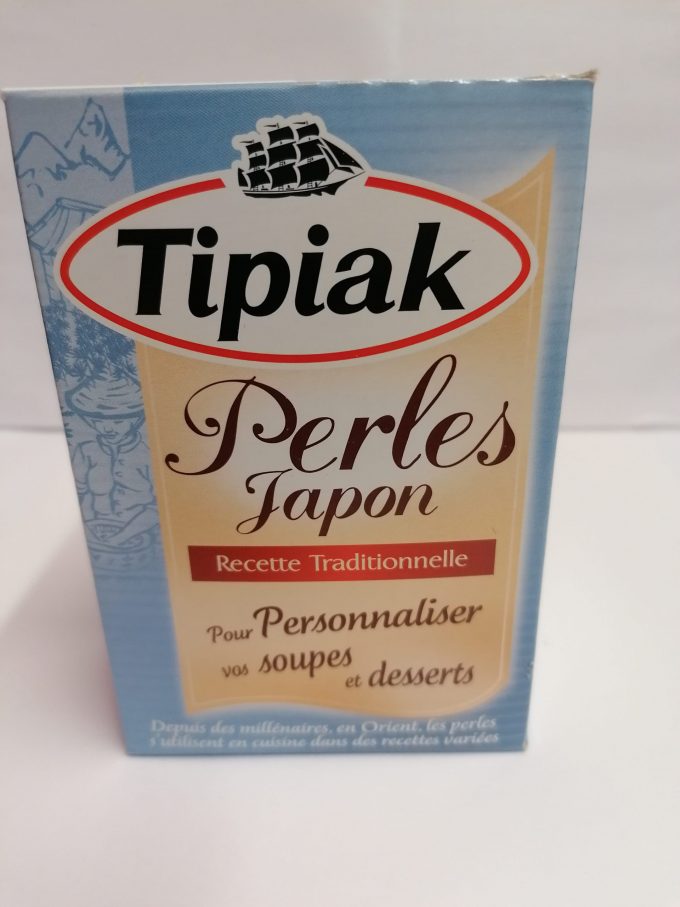 Tipiak
Perles
Japon
Recette Traditionnelle
Pour Personnaliser
vos soupes
et desserts
Depuis des millénaires, en Orient, les perles
s'utilisent en cuisine dans des recettes variées